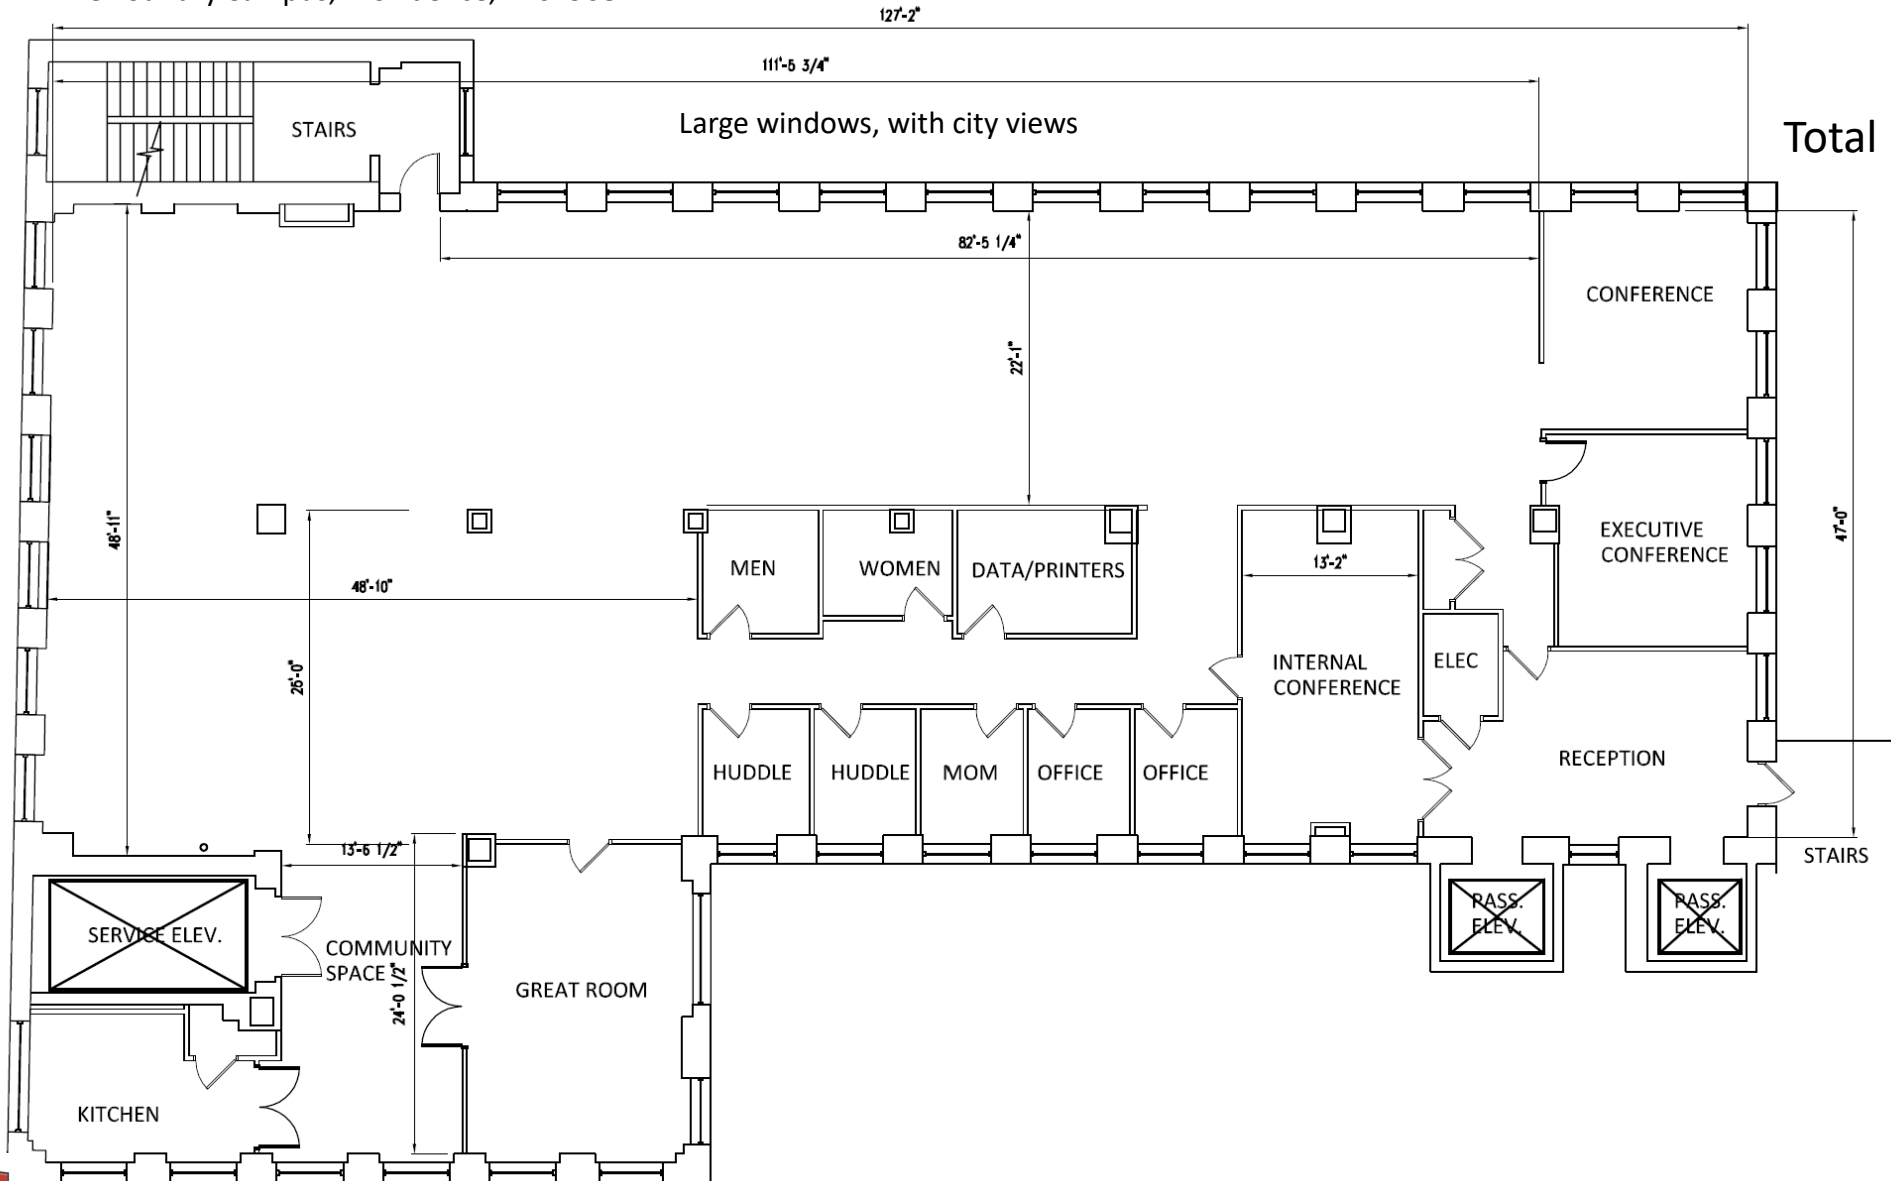 127'-2"
111'-5 3/4"
Large windows, with city views
Total
STAIRS
82'-5 1/4"
CONFERENCE
22'-1"
48'-11"
47'-0"
EXECUTIVE
CONFERENCE
MEN
WOMEN
DATA/PRINTERS
13'-2"
48'-10"
26'-0"
INTERNAL
CONFERENCE
ELEC
RECEPTION
HUDDLE
HUDDLE
MOM
OFFICE
OFFICE
13'-6 1/2"
STAIRS
SERVICE ELEV.
COMMUNITY
SPACE
24'-0 1/2"
GREAT ROOM
PASS.
ELEV.
PASS.
ELEV.
KITCHEN